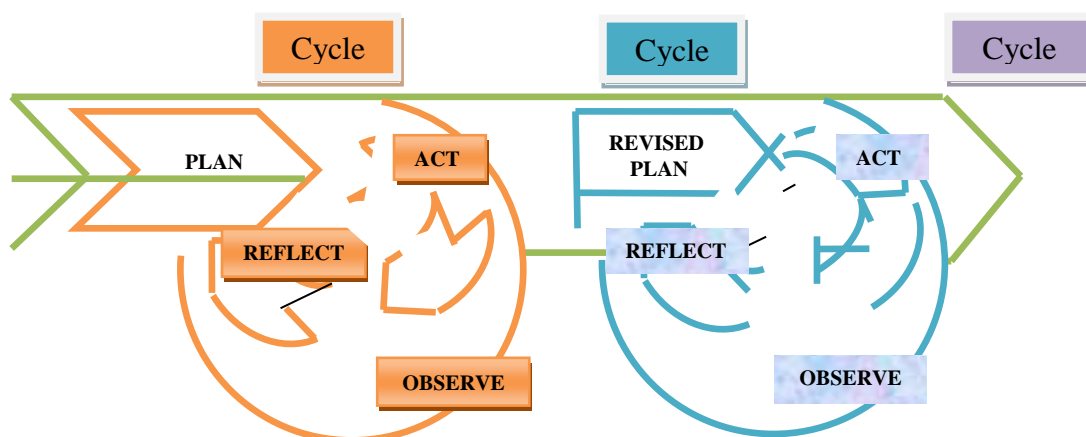 Cycle
Cycle
Cycle
PLAN
ACT
REFLECT
OBSERVE
REVISED
PLAN
ACT
REFLECT
OBSERVE